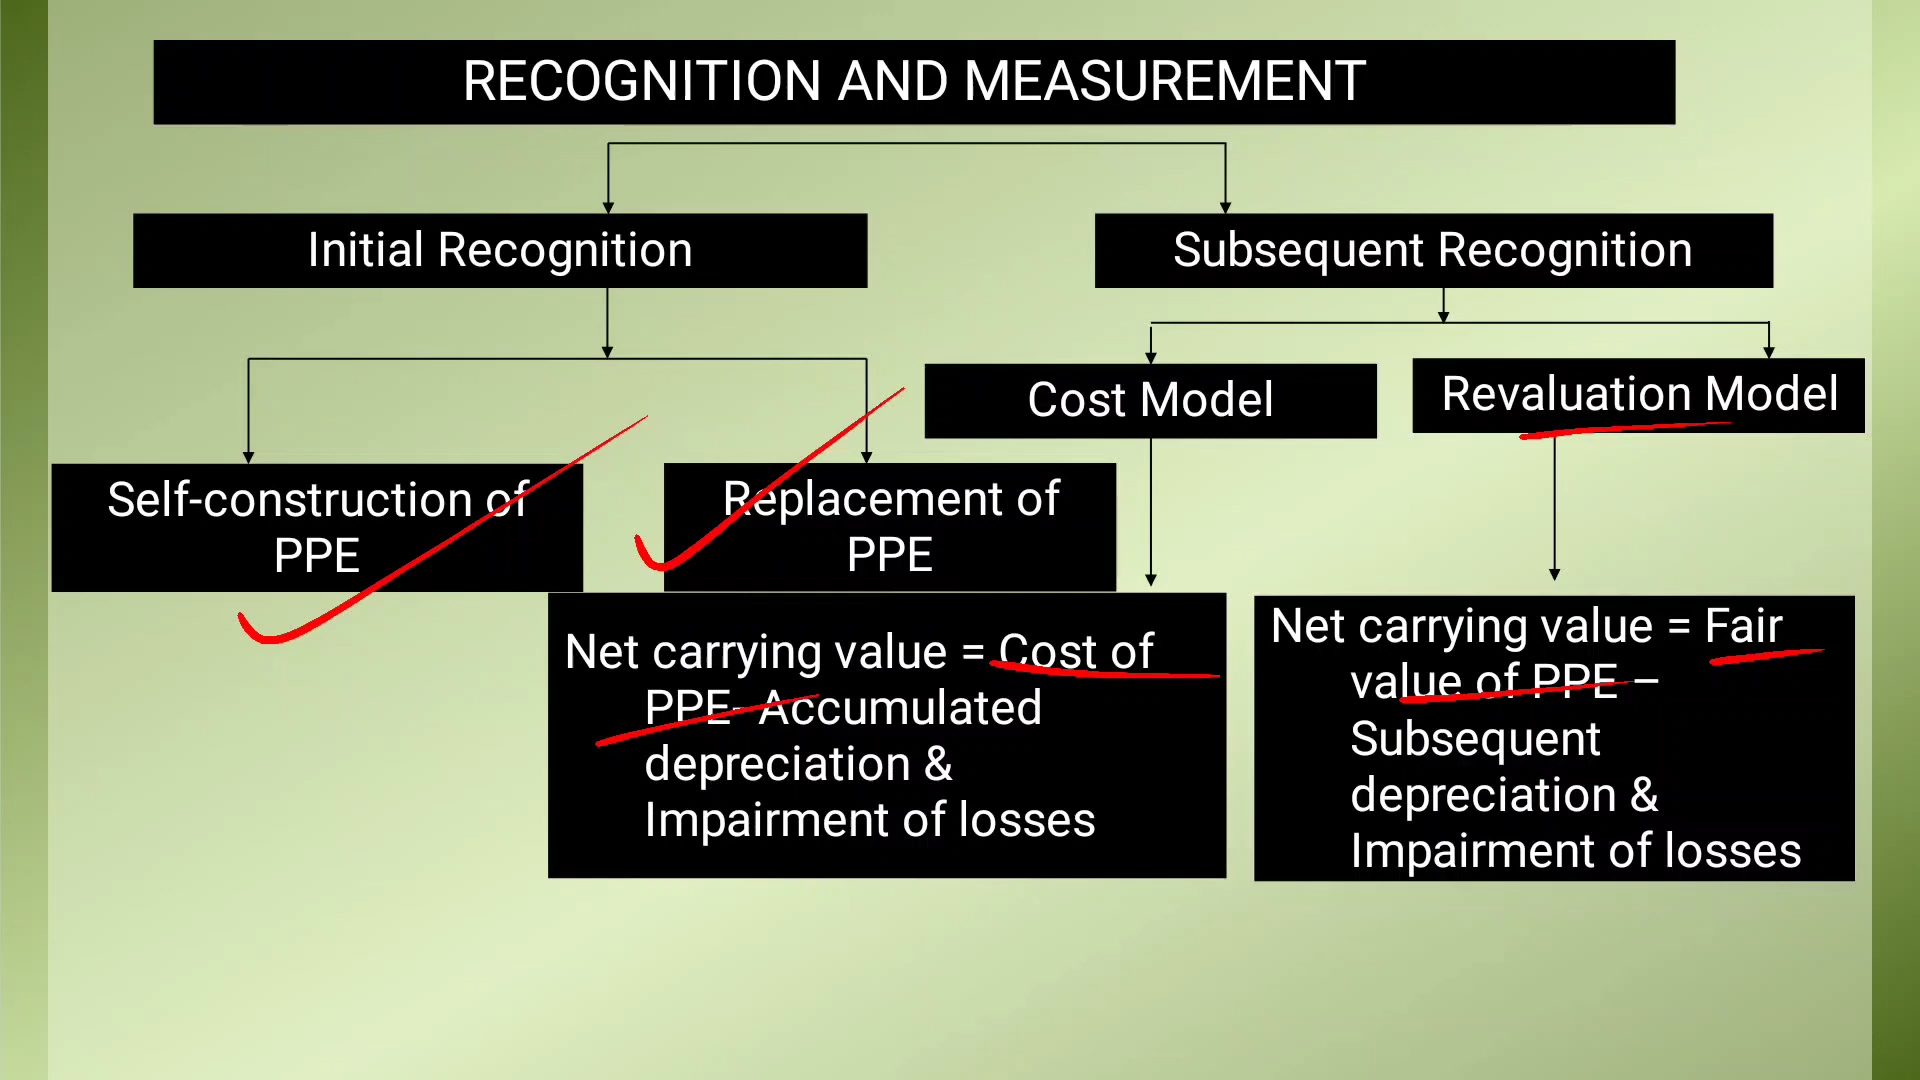 RECOGNITION AND MEASUREMENT
Initial Recognition
Subsequent Recognition
Self-construction of
PPE
Replacement of
PPE
Cost Model
Revaluation Model
Net carrying value = Cost of
PPE- Accumulated
depreciation &
Impairment of losses
Net carrying value = Fair
value of PPE –
Subsequent
depreciation &
Impairment of losses